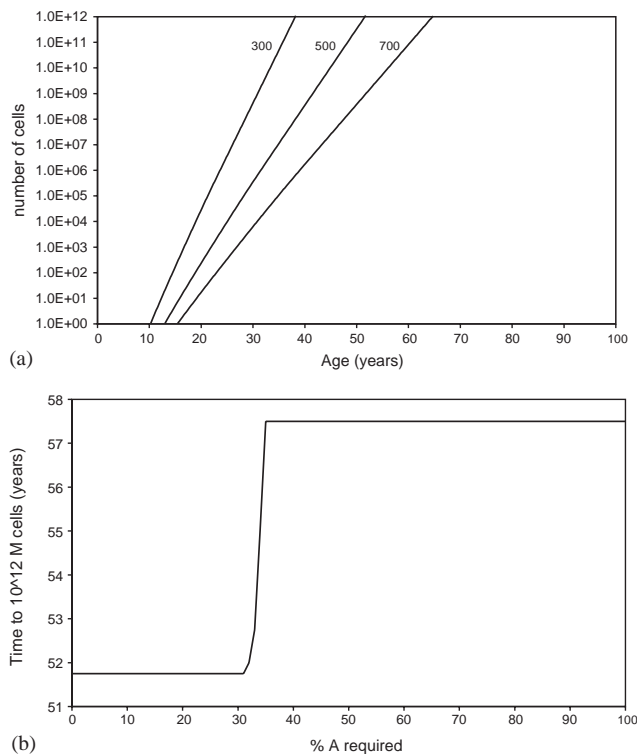 1.0E+12
1.0E+11
1.0E+10
1.0E+09
1.0E+08
1.0E+07
1.0E+06
1.0E+05
1.0E+04
1.0E+03
1.0E+02
1.0E+01
1.0E+00
number of cells
300
500
700
0 10 20 30 40 50 60 70 80 90 100
Age (years)
(a)
58
57
56
55
54
53
52
51
Time to 10^12 M cells (years)
0 10 20 30 40 50 60 70 80 90 100
% A required
(b)